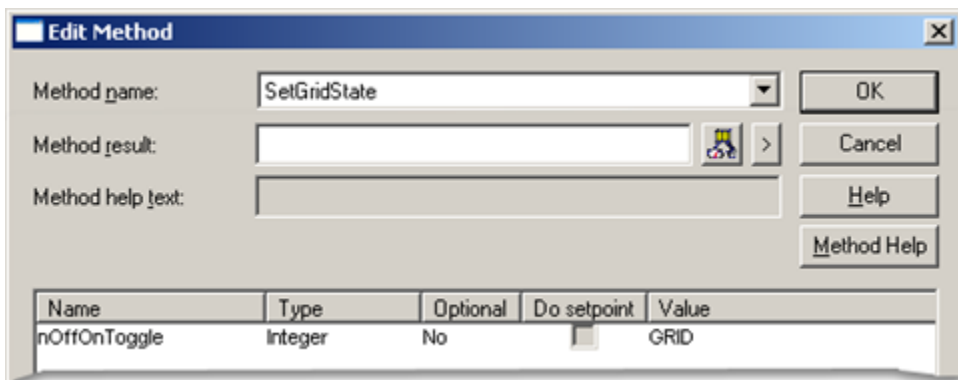 Edit Method
Method name: SetGridState OK
Method result: > Cancel
Method help text: Help
Method Help
Name Type Optional Do setpoint Value
nOffOnToggle Integer No GRID